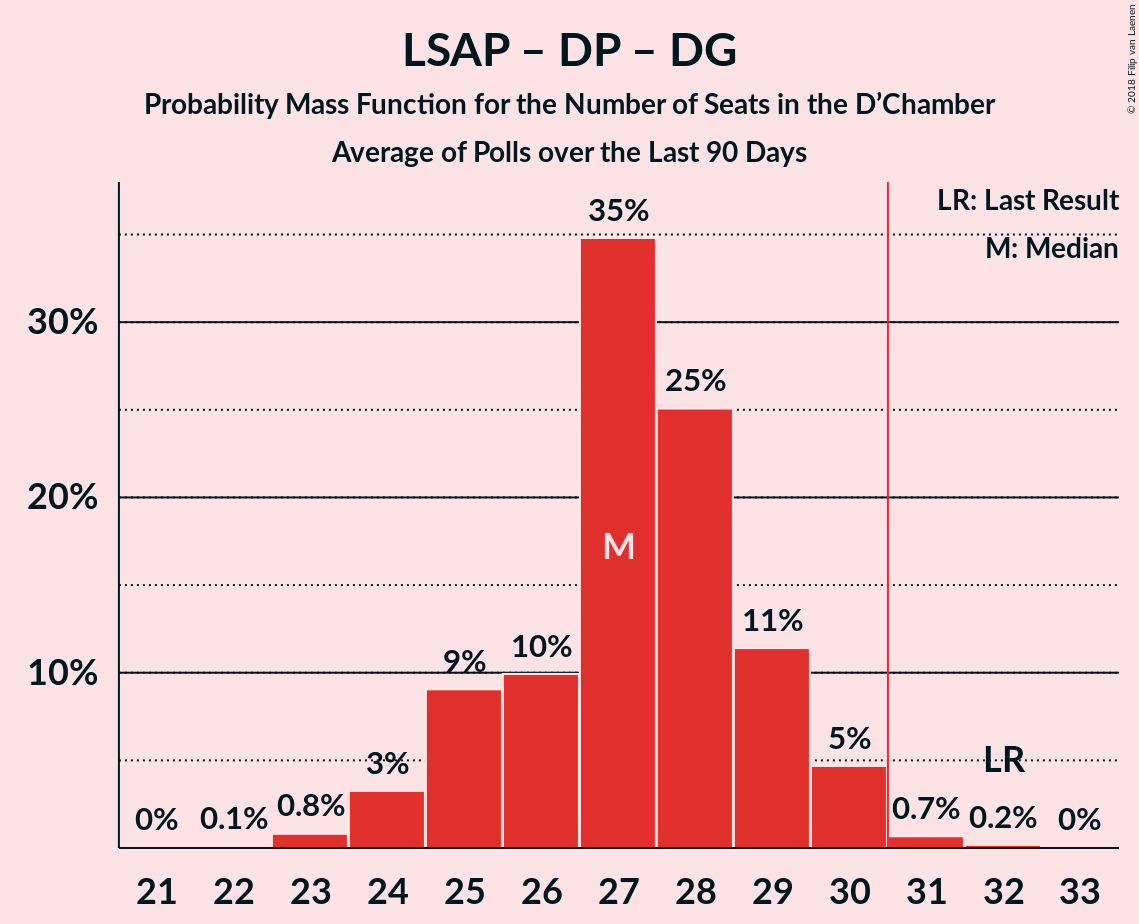 LSAP – DP – DG
Probability Mass Function for the Number of Seats in the D’Chamber
Average of Polls over the Last 90 Days
© 2018 Filip van Laenen
LR: Last Result
M: Median
35%
30%
25%
20%
M
11%
10%
9%
10%
5%
3%
LR
0%
0.1%
0.8%
0.7%
0.2%
0%
21 22 23 24 25 26 27 28 29 30 31 32 33